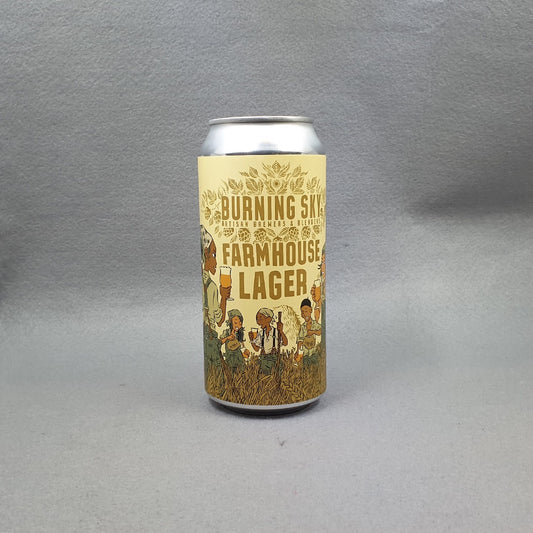 BURNING SKY
ARTISAN BREWERS & BLENDERS
FARMHOUSE
LAGER